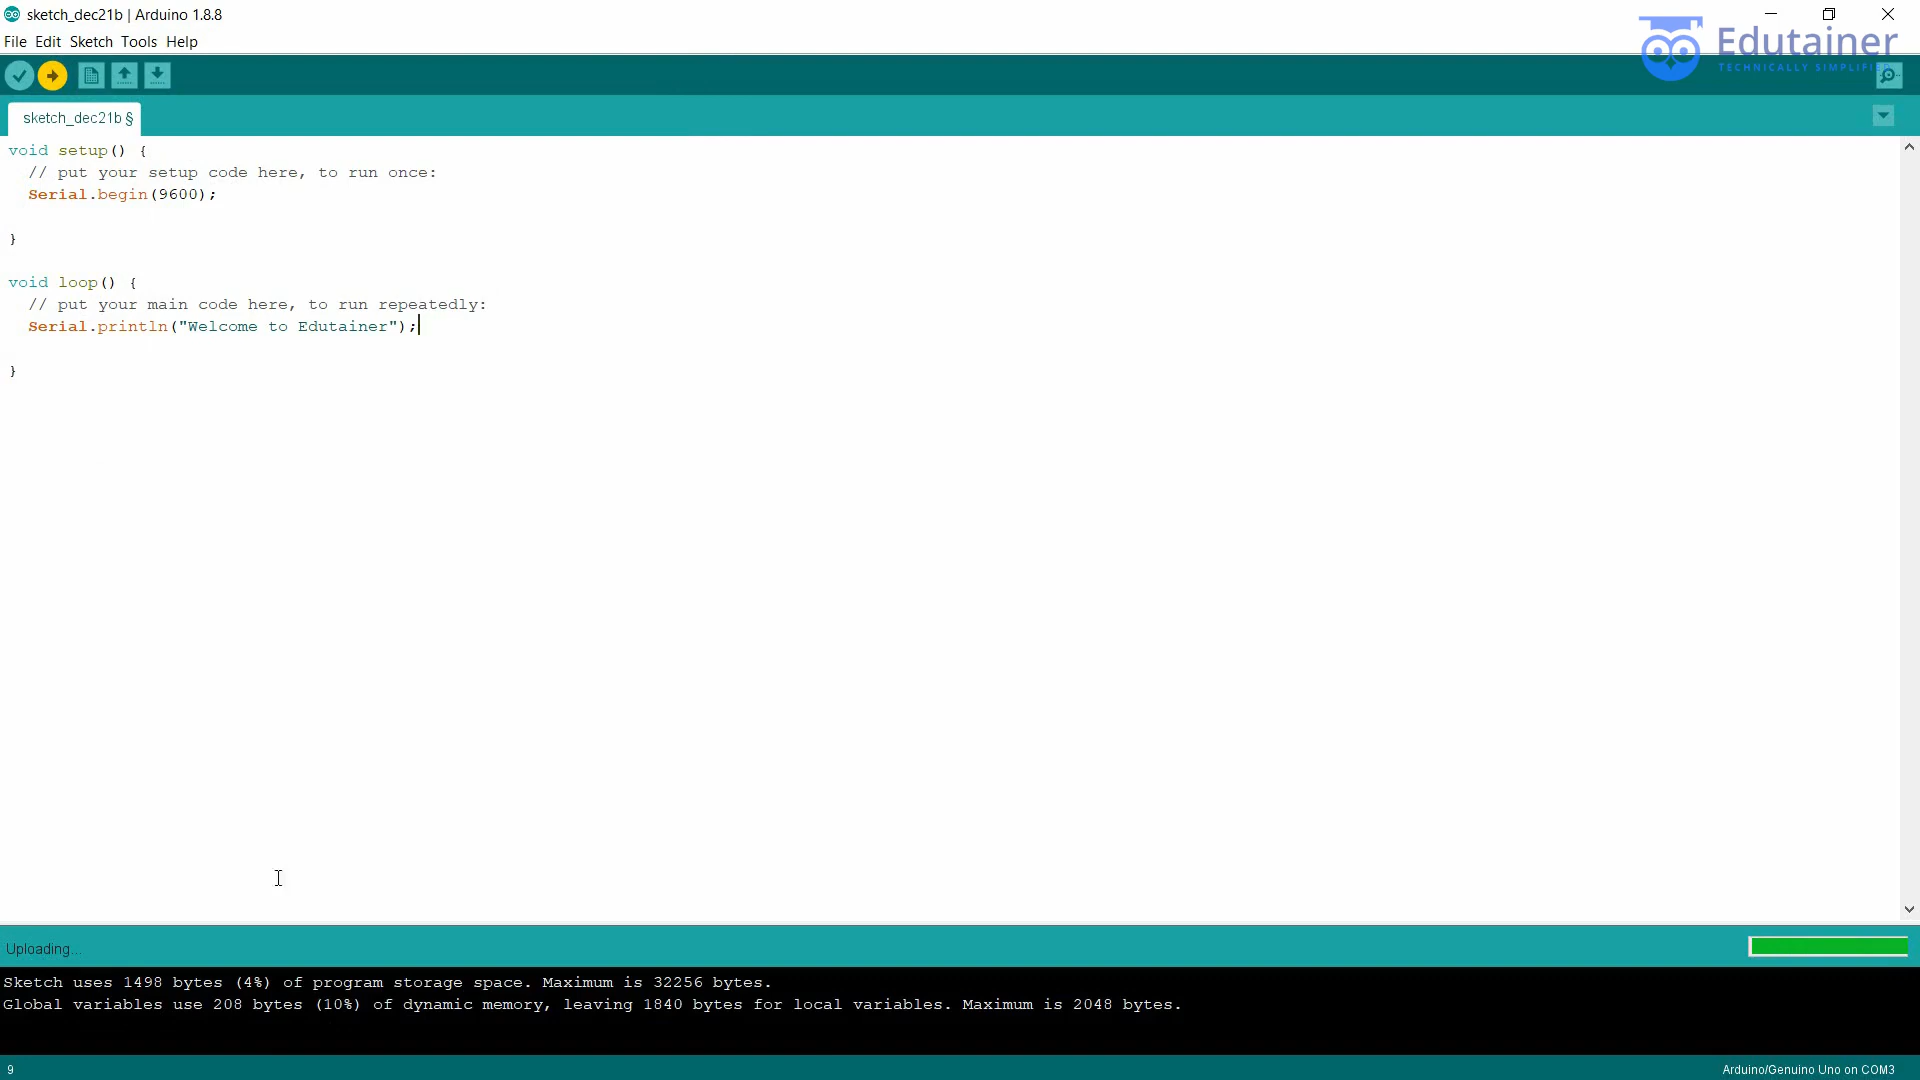 sketch_dec21b | Arduino 1.8.8
File Edit Sketch Tools Help
Edutainer
TECHNICALLY SIMPLIFIE
sketch_dec21b §
void setup() {
  // put your setup code here, to run once:
  Serial.begin(9600);
}
void loop() {
  // put your main code here, to run repeatedly:
  Serial.println("Welcome to Edutainer");
}
Uploading...
Sketch uses 1498 bytes (4%) of program storage space. Maximum is 32256 bytes.
Global variables use 208 bytes (10%) of dynamic memory, leaving 1840 bytes for local variables. Maximum is 2048 bytes.
9
Arduino/Genuino Uno on COM3